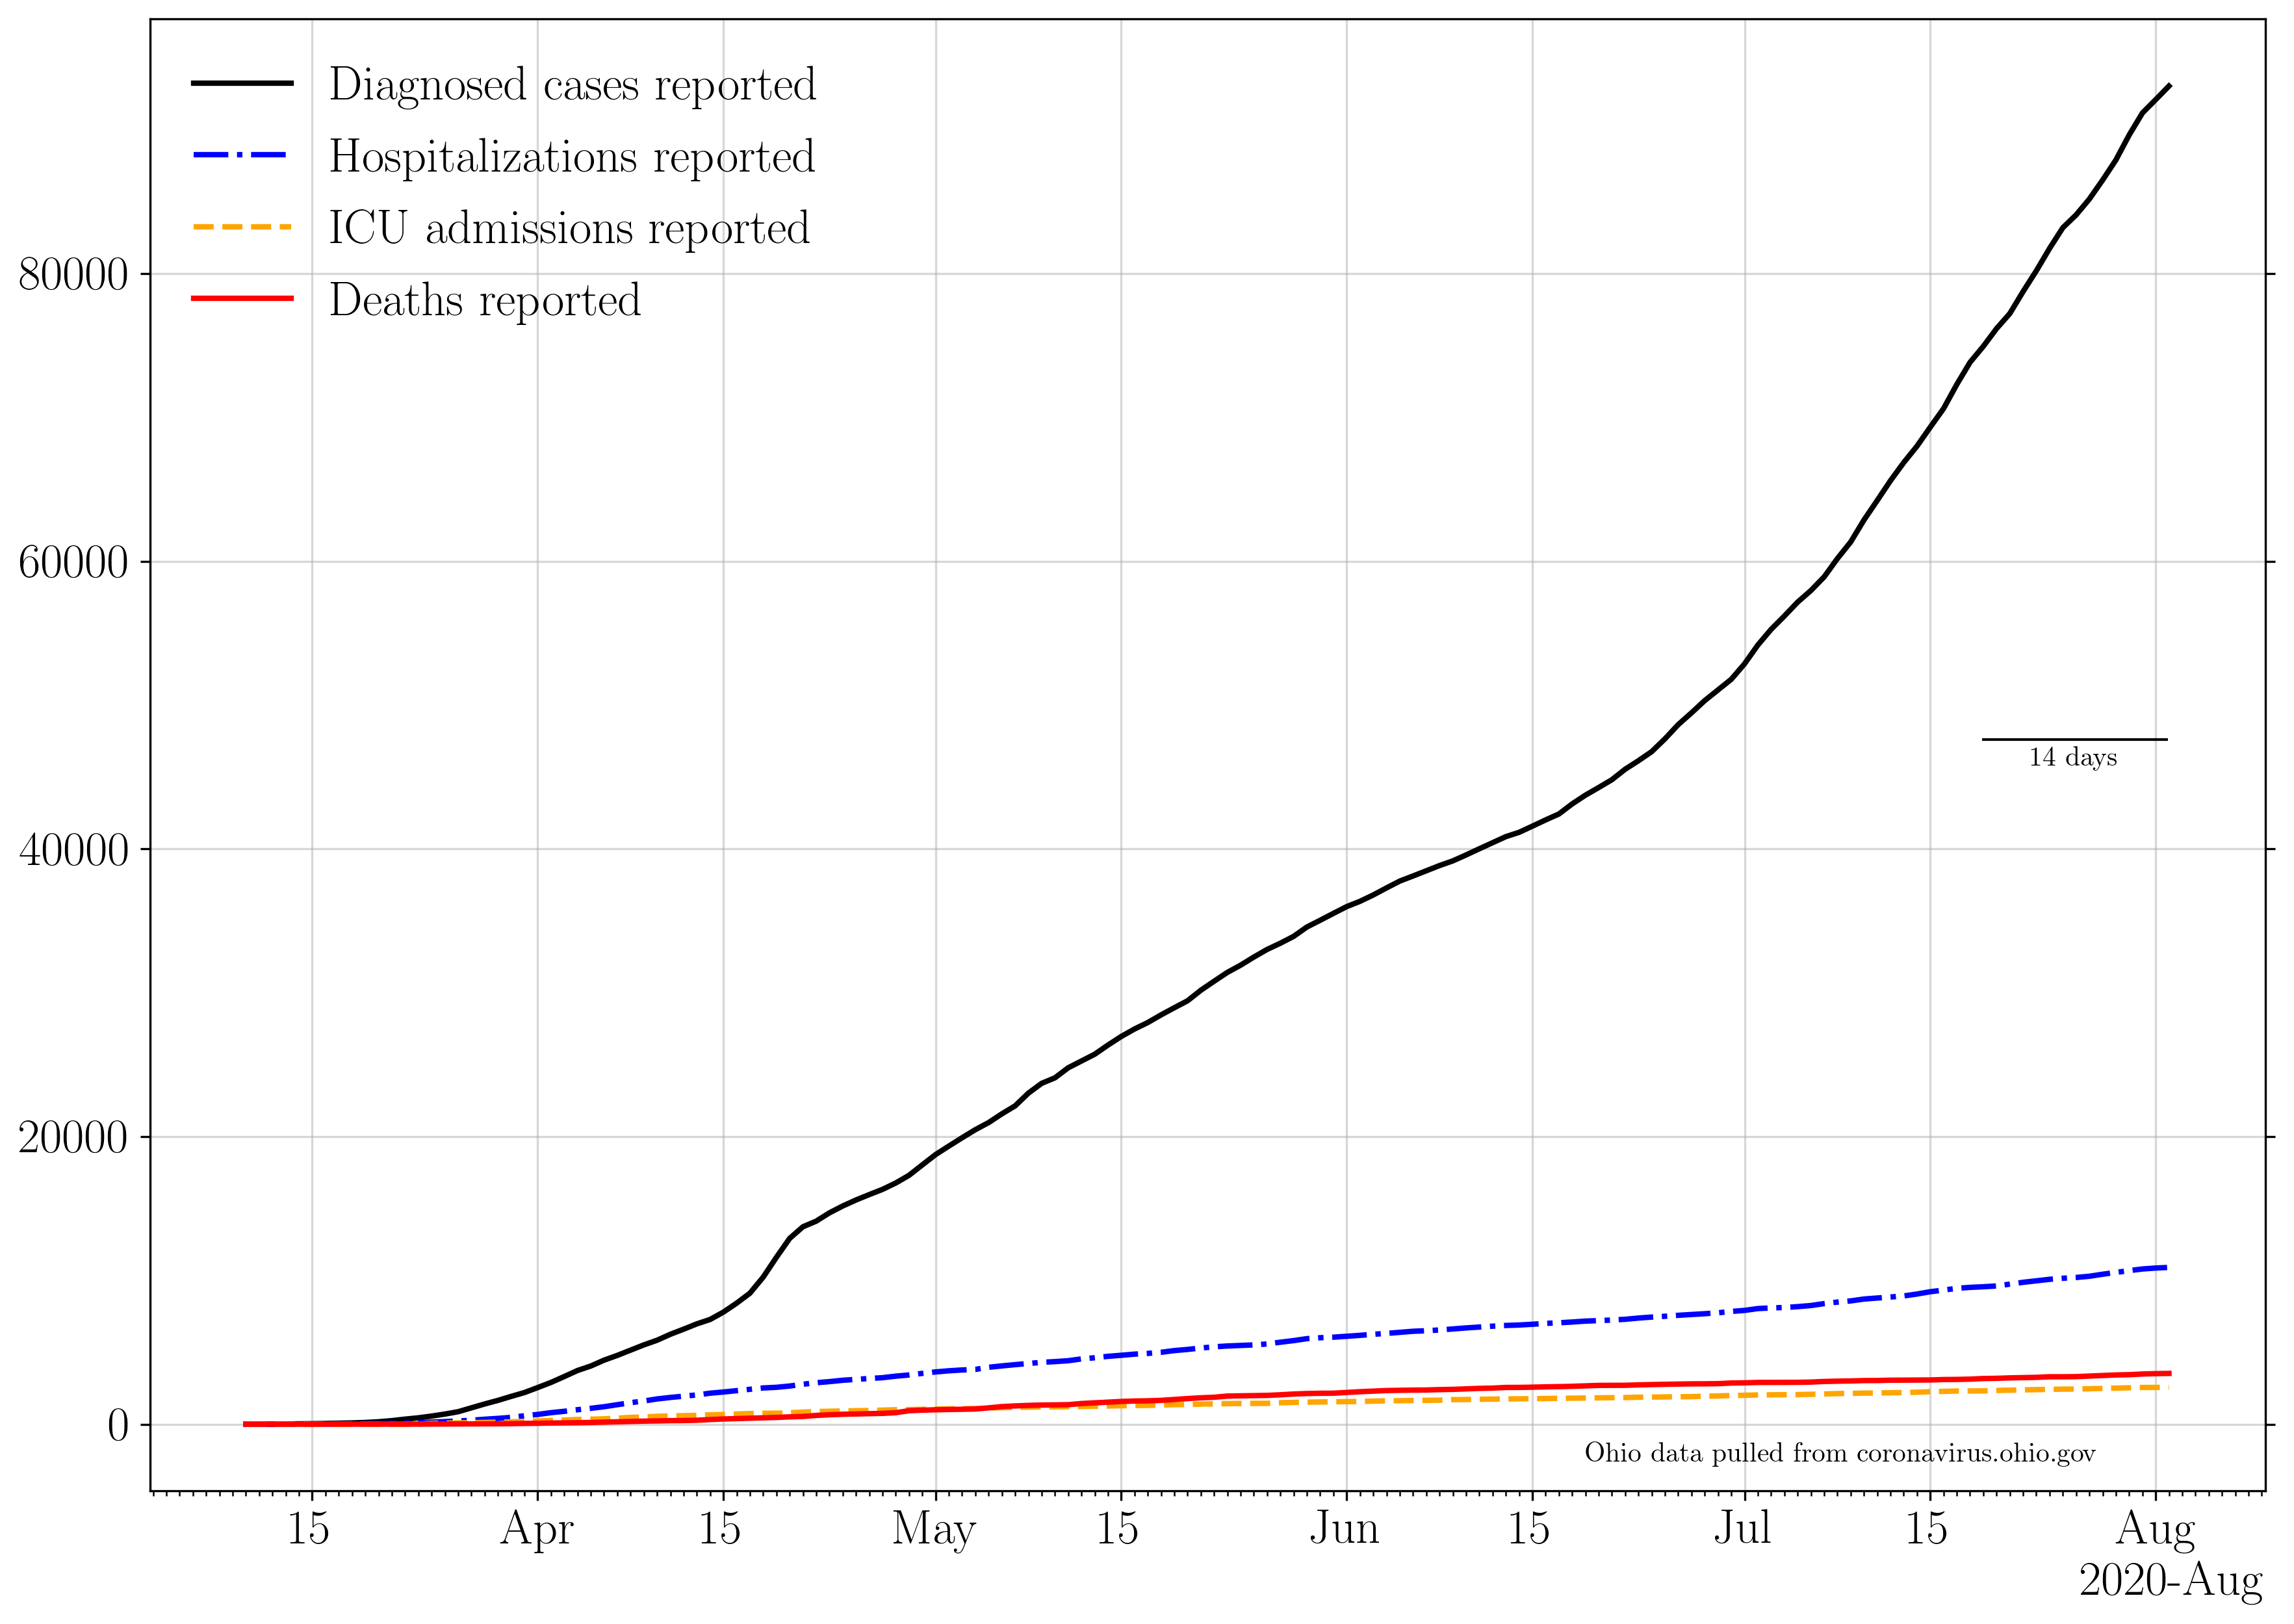 Diagnosed cases reported
Hospitalizations reported
ICU admissions reported
Deaths reported
80000
60000
40000
20000
0
14 days
Ohio data pulled from coronavirus.ohio.gov
15 Apr 15 May 15 Jun 15 Jul 15 Aug
2020-Aug